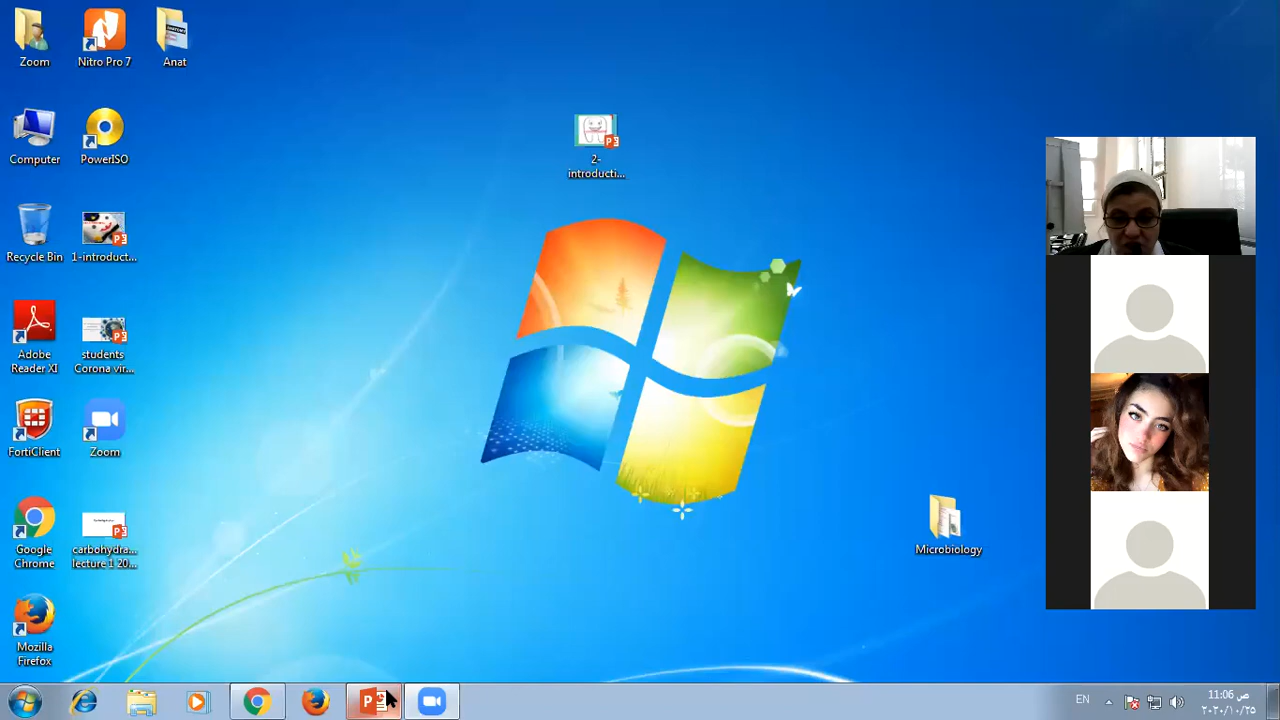 Zoom
Nitro Pro 7
Anat
Computer
PowerISO
2-
introducti...
Recycle Bin
1-introduct...
Adobe
Reader XI
students
Corona vir...
FortiClient
Zoom
Google
Chrome
carbohydra...
lecture 1 20...
Microbiology
Mozilla
Firefox
EN
11:06 ص
٢٠٢٠/١٠/٢٥